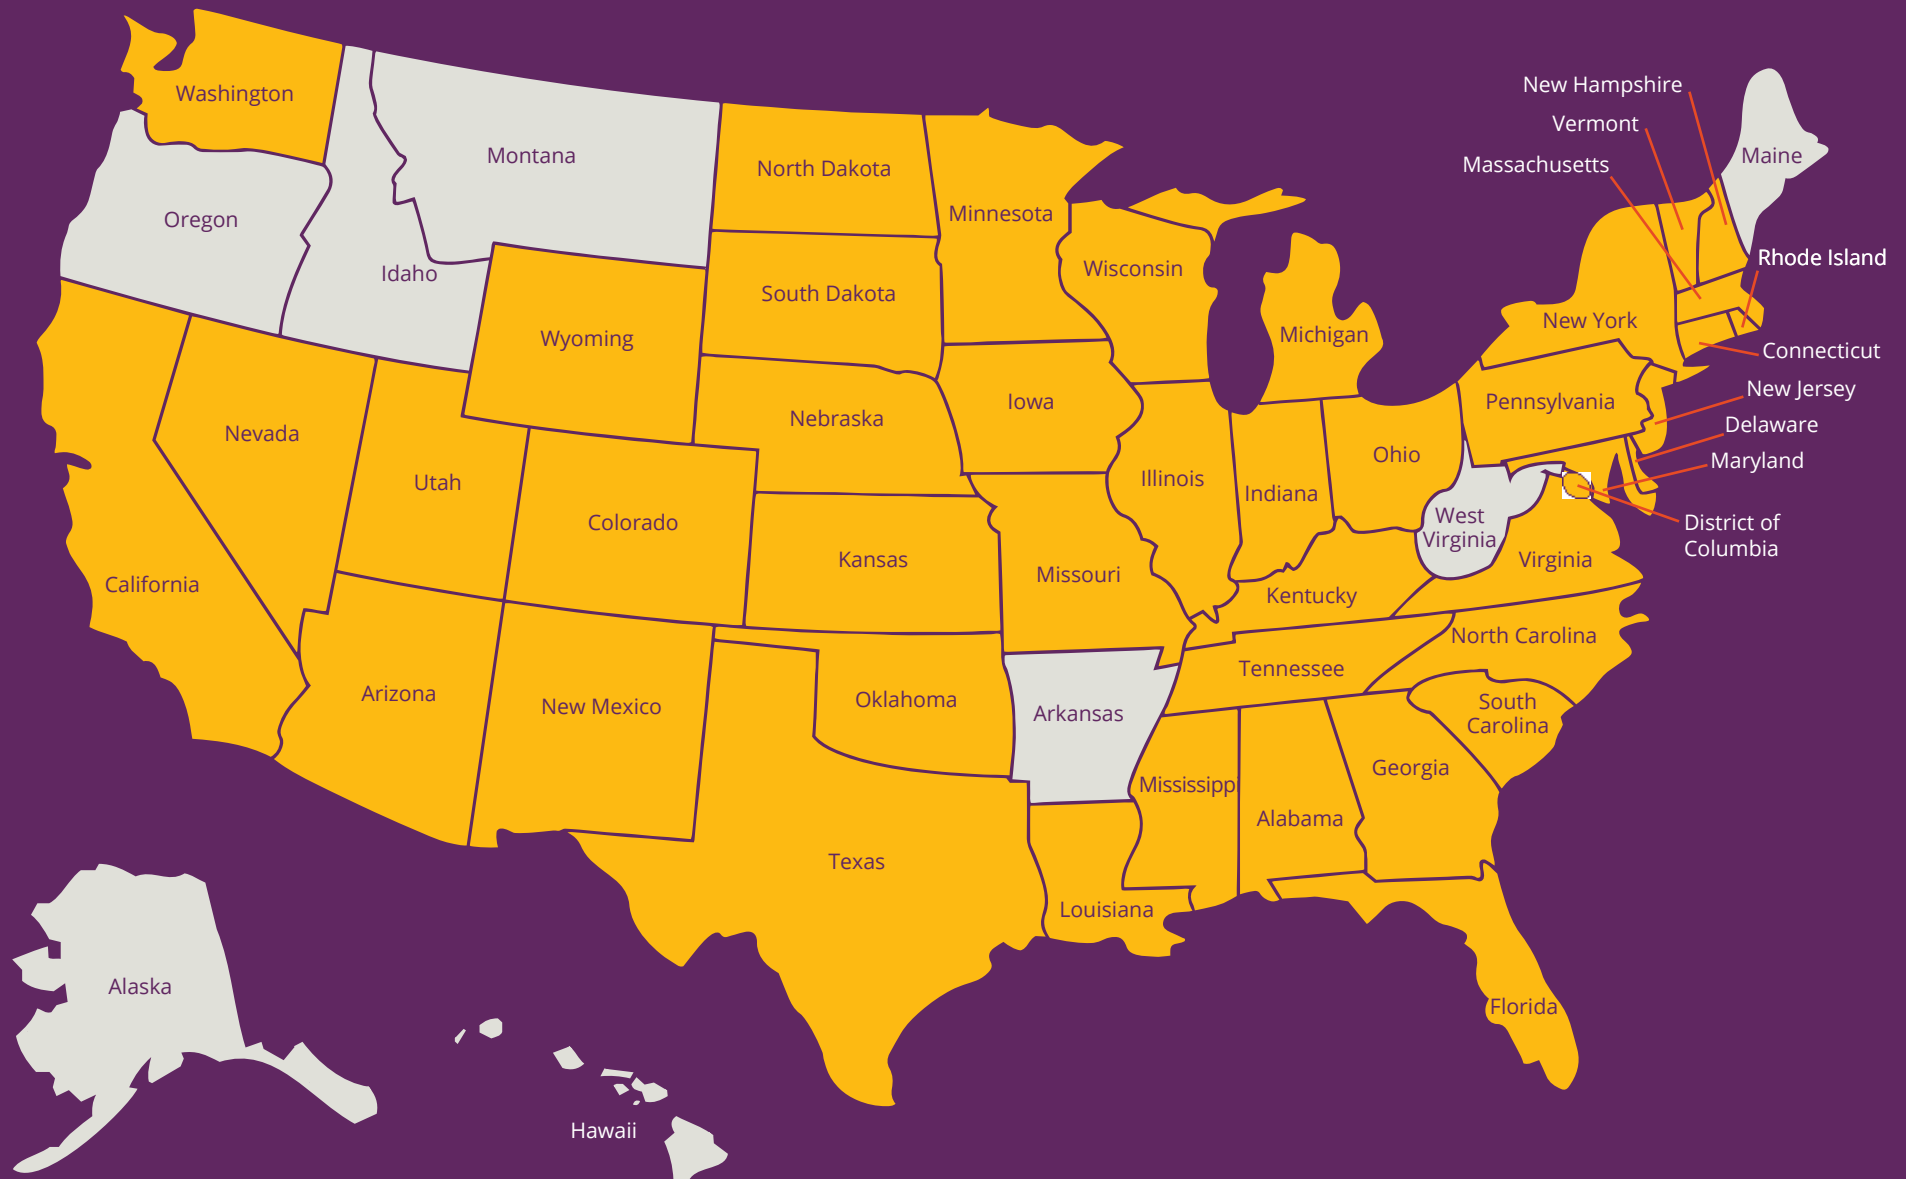 New Hampshire
Washington
Vermont
Montana
Massachusetts
Maine
North Dakota
Minnesota
Oregon
Rhode Island
Idaho
Wisconsin
South Dakota
New York
Wyoming
Michigan
Connecticut
New Jersey
Iowa
Pennsylvania
Nebraska
Delaware
Nevada
Ohio
Maryland
Utah
Illinois
Indiana
Colorado
West
Virginia
District of
Columbia
Kansas
Virginia
Missouri
California
Kentucky
North Carolina
Tennessee
Arizona
Oklahoma
New Mexico
Arkansas
South
Carolina
Georgia
Mississipp
Alabama
Texas
Louisiana
Alaska
Florida
Hawaii